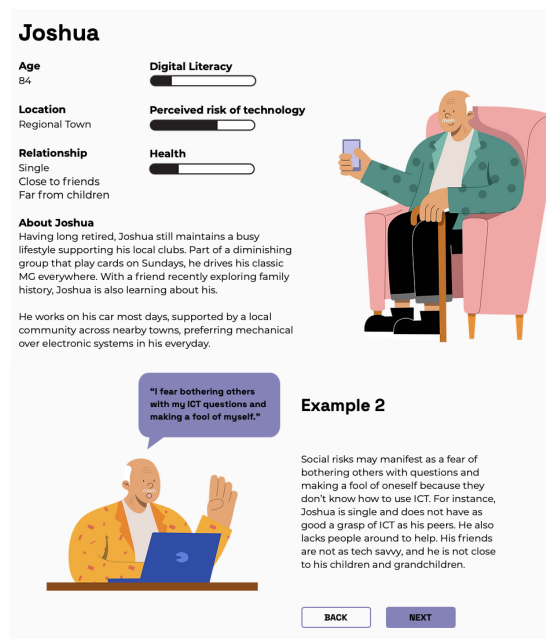 Joshua
Age
84
Digital Literacy
Location
Regional Town
Perceived risk of technology
Relationship
Single
Close to friends
Far from children
Health
About Joshua
Having long retired, Joshua still maintains a busy
lifestyle supporting his local clubs. Part of a diminishing
group that play cards on Sundays, he drives his classic
MG everywhere. With a friend recently exploring family
history, Joshua is also learning about his.
He works on his car most days, supported by a local
community across nearby towns, preferring mechanical
over electronic systems in his everyday.
"I fear bothering others
with my ICT questions and
making a fool of myself."
Example 2
Social risks may manifest as a fear of
bothering others with questions and
making a fool of oneself because they
don't know how to use ICT. For instance,
Joshua is single and does not have as
good a grasp of ICT as his peers. He also
lacks people around to help. His friends
are not as tech savvy, and he is not close
to his children and grandchildren.
BACK
NEXT